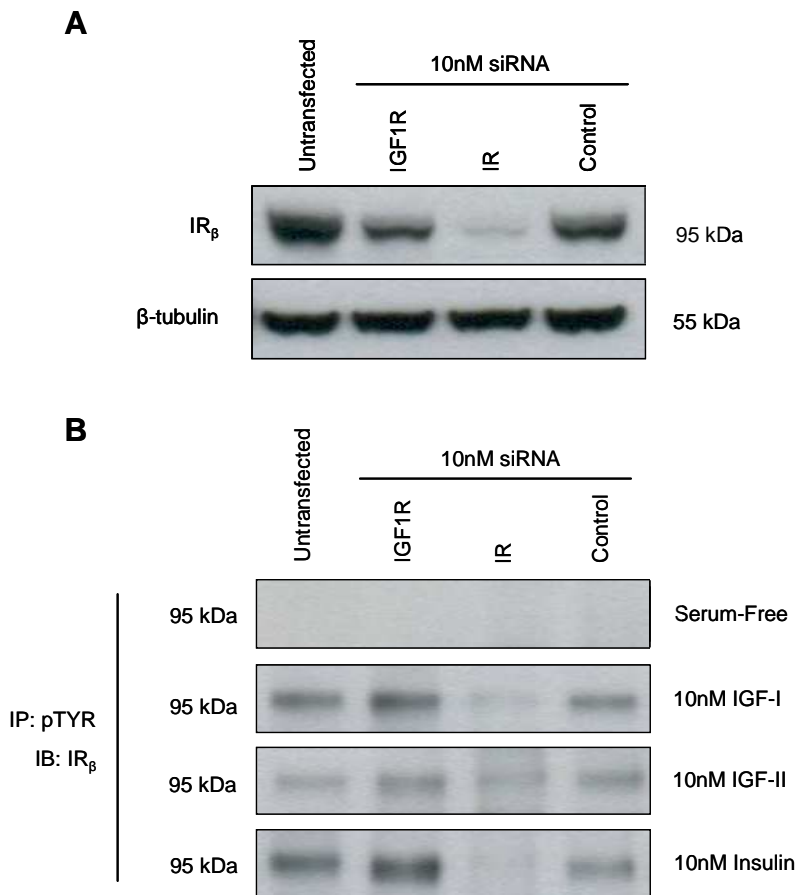 A
Untransfected
10nM siRNA
IGF1R
IR
Control
IRβ
95 kDa
β-tubulin
55 kDa
B
Untransfected
10nM siRNA
IGF1R
IR
Control
95 kDa
Serum-Free
IP: pTYR
IB: IRβ
95 kDa
10nM IGF-I
95 kDa
10nM IGF-II
95 kDa
10nM Insulin